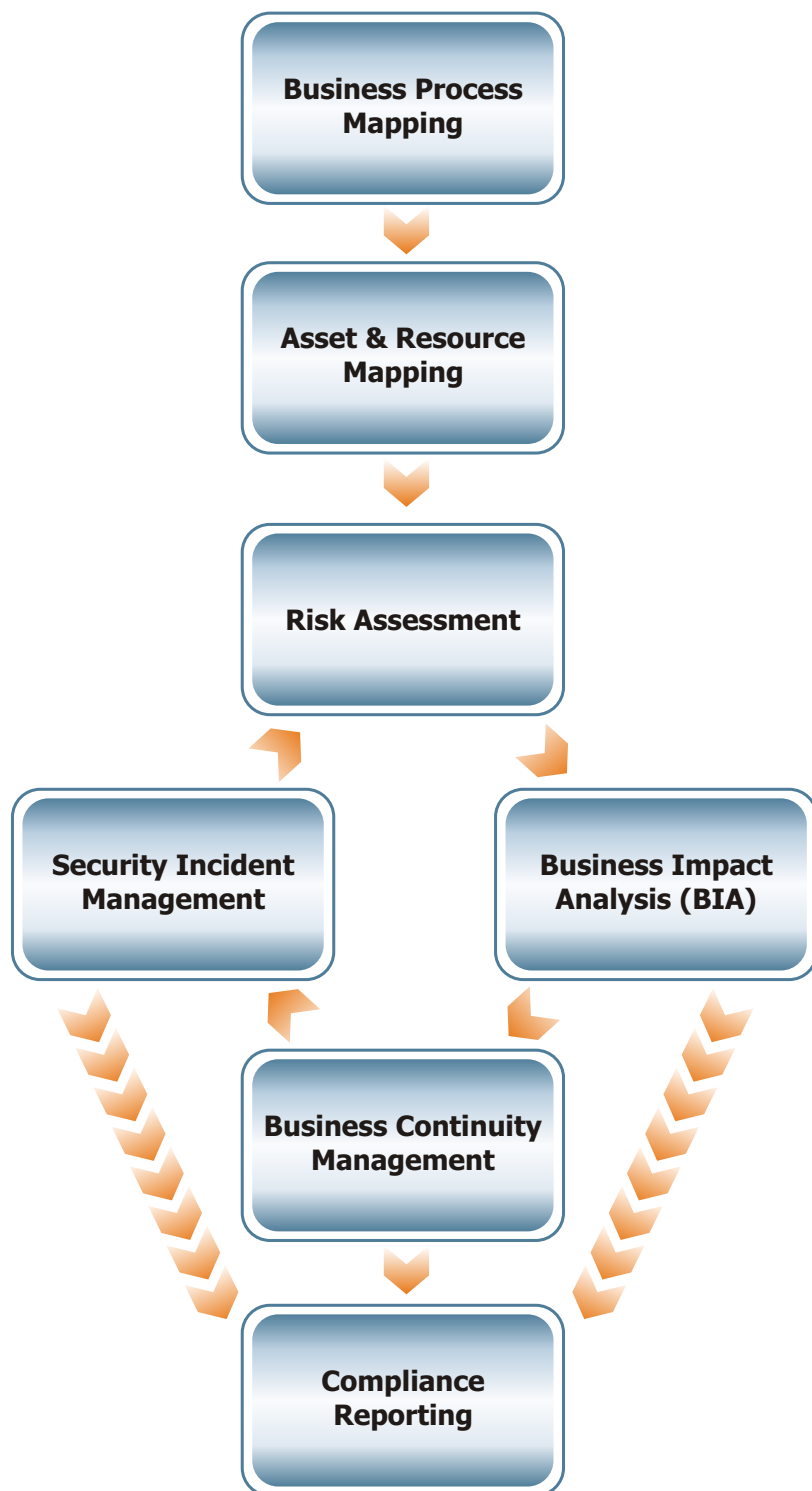 Business Process
Mapping
Asset & Resource
Mapping
Risk Assessment
Security Incident
Management
Business Impact
Analysis (BIA)
Business Continuity
Management
Compliance
Reporting